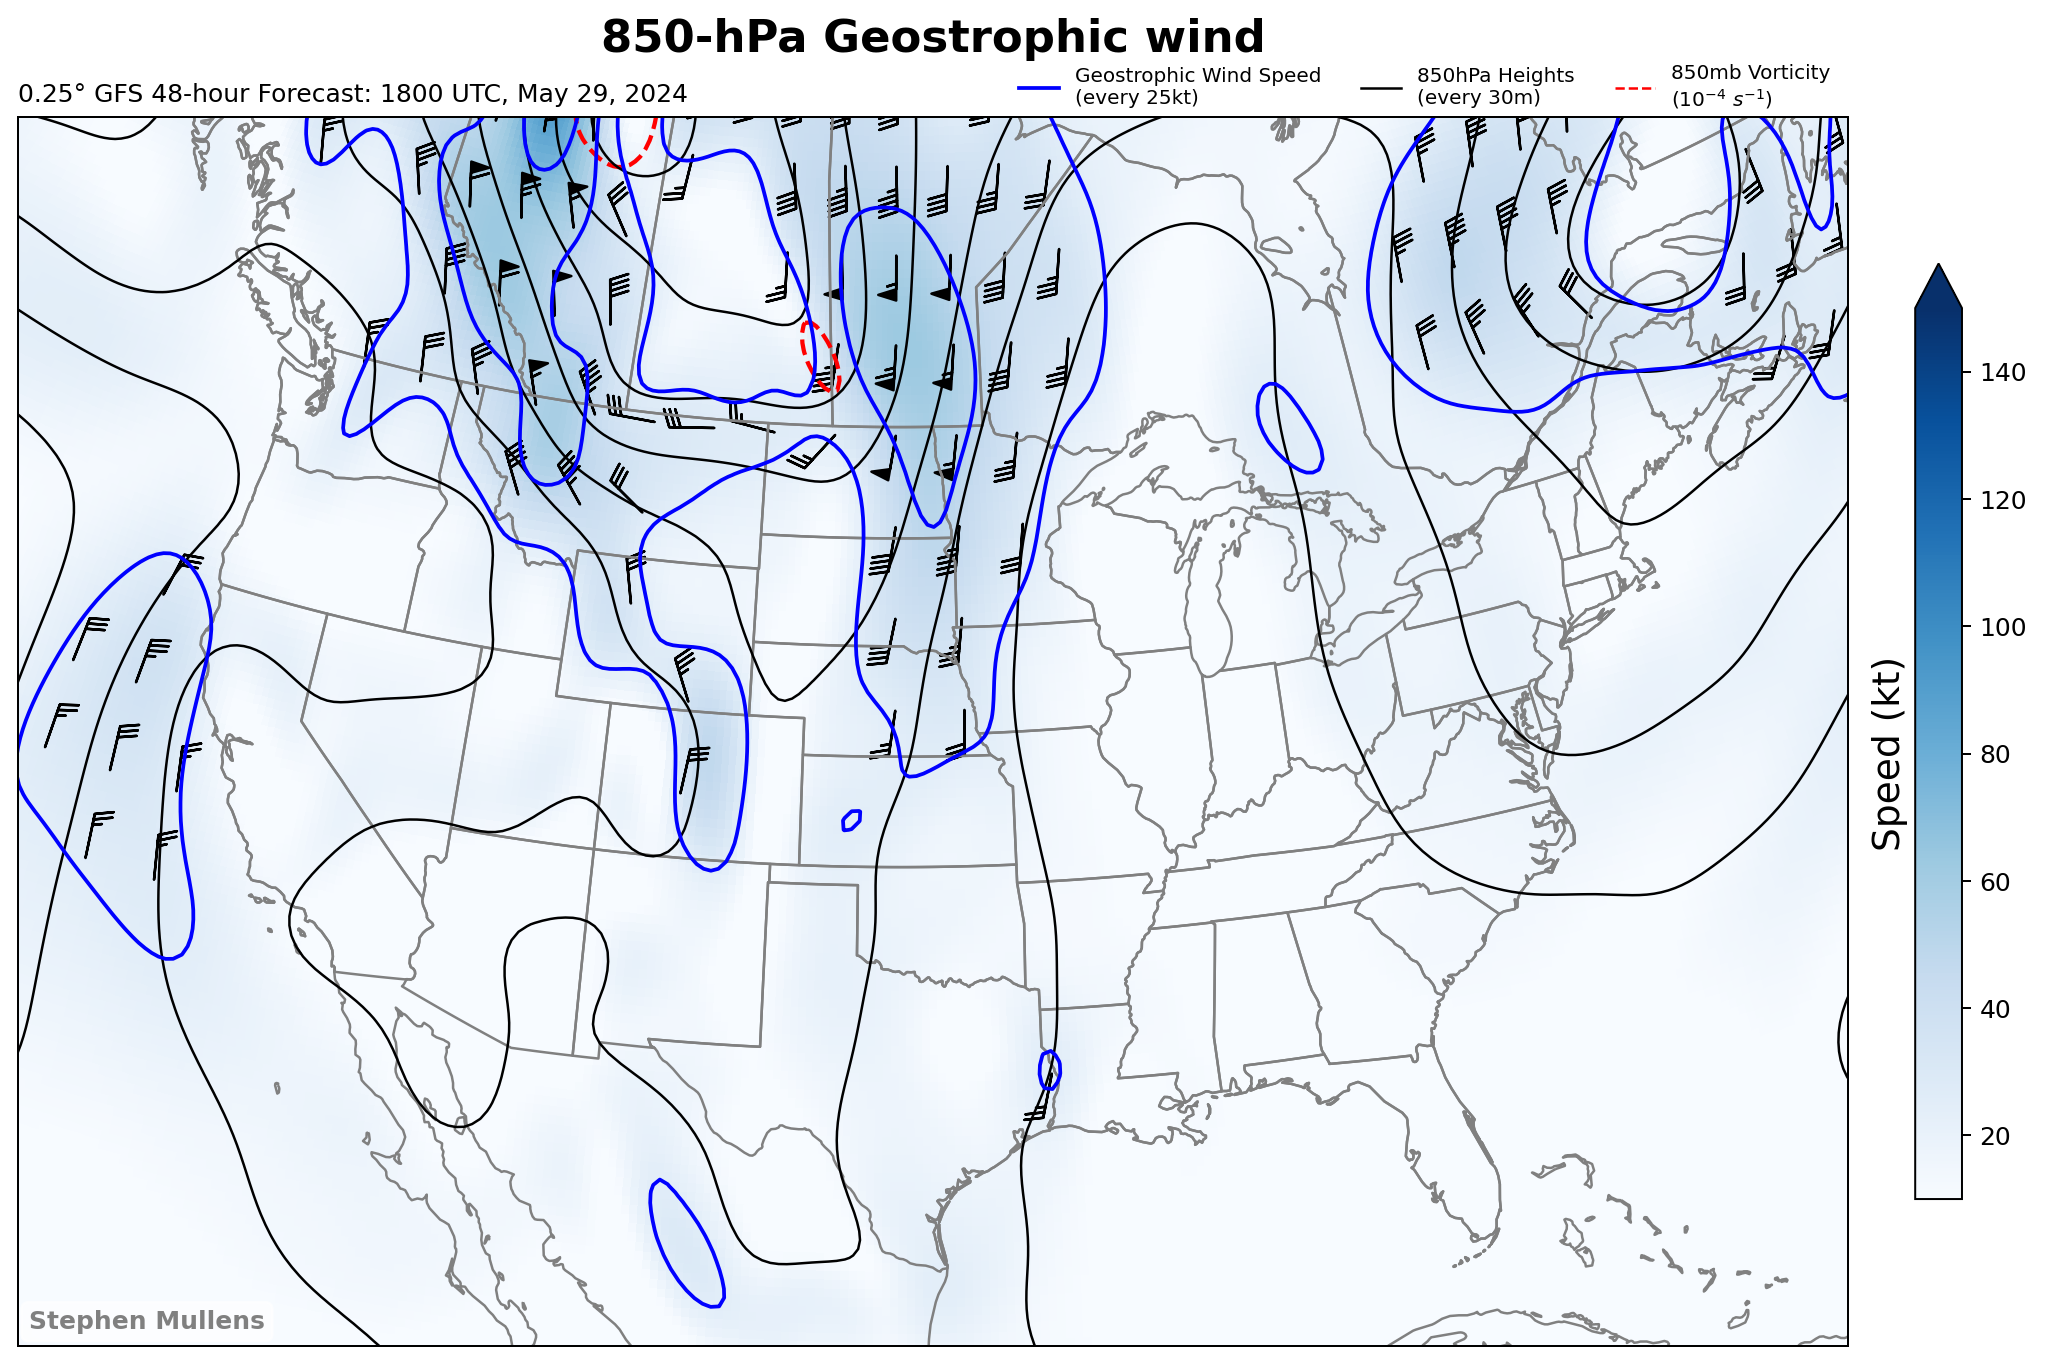 850-hPa Geostrophic wind
0.25° GFS 48-hour Forecast: 1800 UTC, May 29, 2024
Geostrophic Wind Speed
(every 25kt)
850hPa Heights
(every 30m)
850mb Vorticity
(10⁻⁴ s⁻¹)
140
120
100
80
60
40
20
Speed (kt)
Stephen Mullens